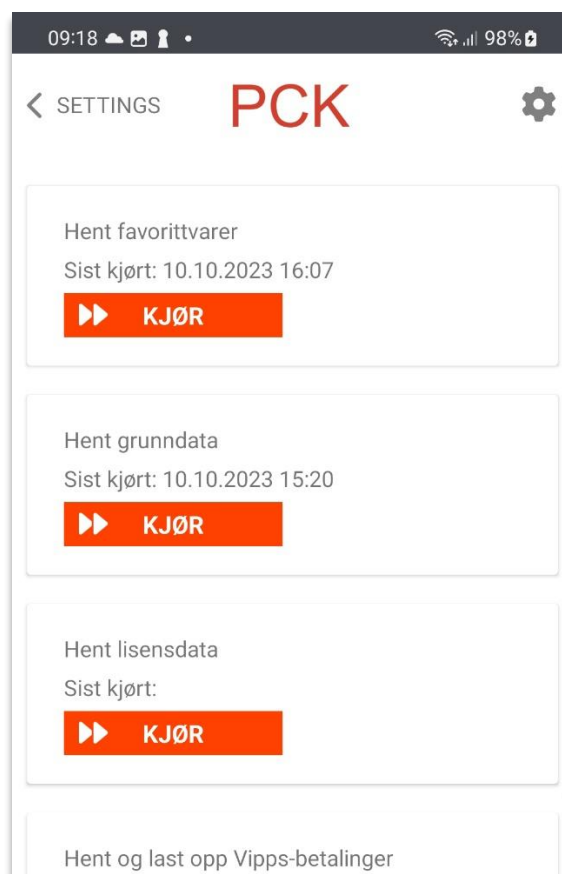 09:18 98%
SETTINGS PCK
Hent favorittvarer
Sist kjørt: 10.10.2023 16:07
KJØR
Hent grunndata
Sist kjørt: 10.10.2023 15:20
KJØR
Hent lisensdata
Sist kjørt:
KJØR
Hent og last opp Vipps-betalinger